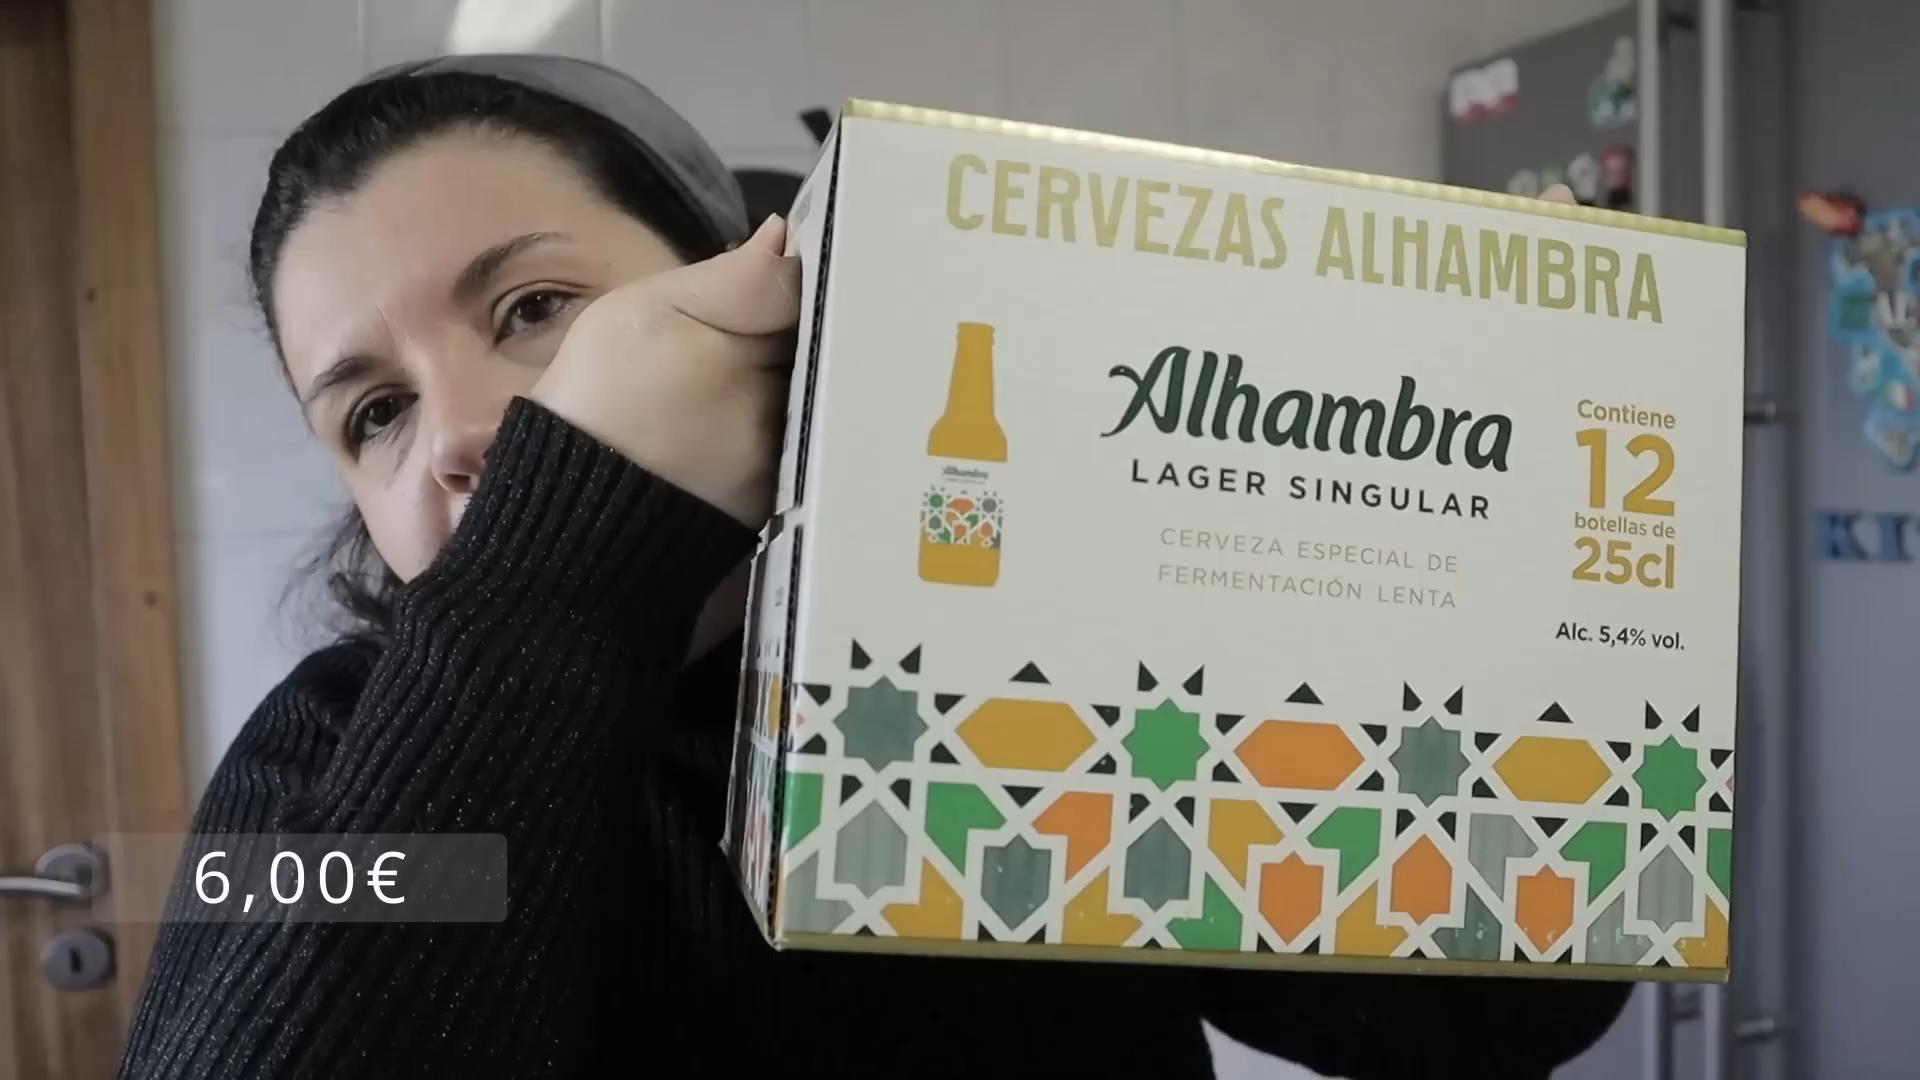 CERVEZAS ALHAMBRA
Alhambra
LAGER SINGULAR
CERVEZA ESPECIAL DE
FERMENTACIÓN LENTA
Contiene
12
botellas de
25cl
Alc. 5,4% vol.
Alhambra
6,00€